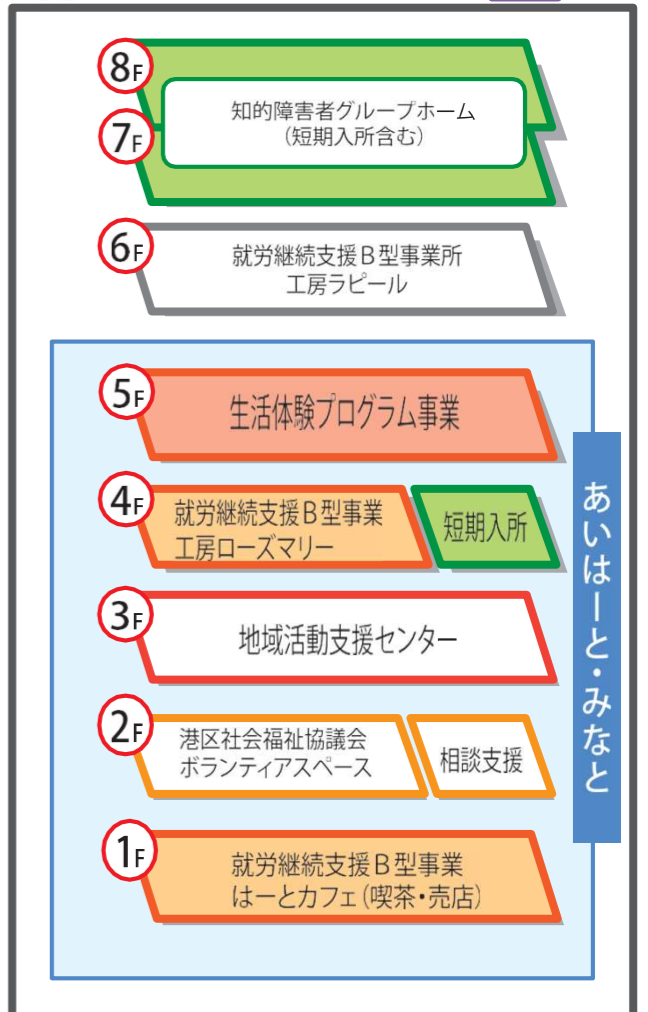 8F
7F
知的障害者グループホーム
（短期入所含む）
6F
就労継続支援Ｂ型事業所
工房ラピール
5F
生活体験プログラム事業
4F
就労継続支援Ｂ型事業
工房ローズマリー
短期入所
3F
地域活動支援センター
2F
港区社会福祉協議会
ボランティアスペース
相談支援
1F
就労継続支援Ｂ型事業
はーとカフェ（喫茶・売店）
あいはーと・みなと